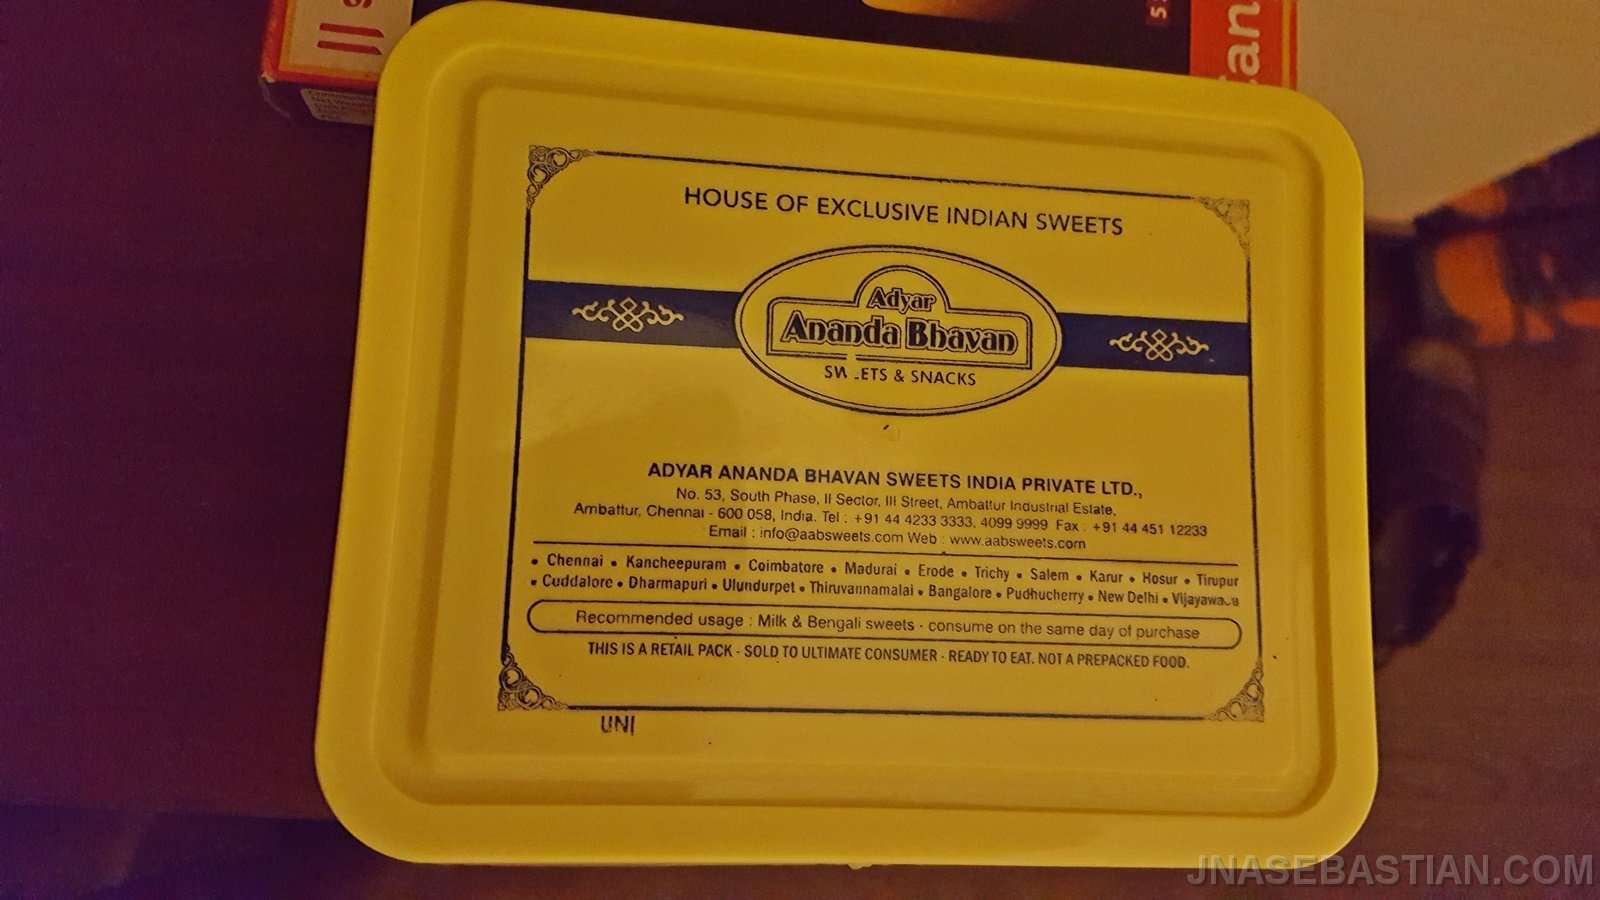 HOUSE OF EXCLUSIVE INDIAN SWEETS
Adyar
Ananda Bhavan
SW ETS & SNACKS
ADYAR ANANDA BHAVAN SWEETS INDIA PRIVATE LTD.,
No. 53, South Phase, II Sector, III Street, Ambattur Industrial Estate,
Ambattur, Chennai - 600 058, India. Tel : +91 44 4233 3333, 4099 9999 Fax : +91 44 451 12233
Email : info@aabsweets.com Web : www.aabsweets.com
• Chennai • Kancheepuram • Coimbatore • Madurai • Erode • Trichy • Salem • Karur • Hosur • Tirupur
• Cuddalore • Dharmapuri • Ulundurpet • Thiruvannamalai • Bangalore • Pudhucherry • New Delhi •
Recommended usage : Milk & Bengali sweets - consume on the same day of purchase
THIS IS A RETAIL PACK - SOLD TO ULTIMATE CONSUMER - READY TO EAT. NOT A PREPACKED FOOD.
UNI
JNASEBASTIAN.COM